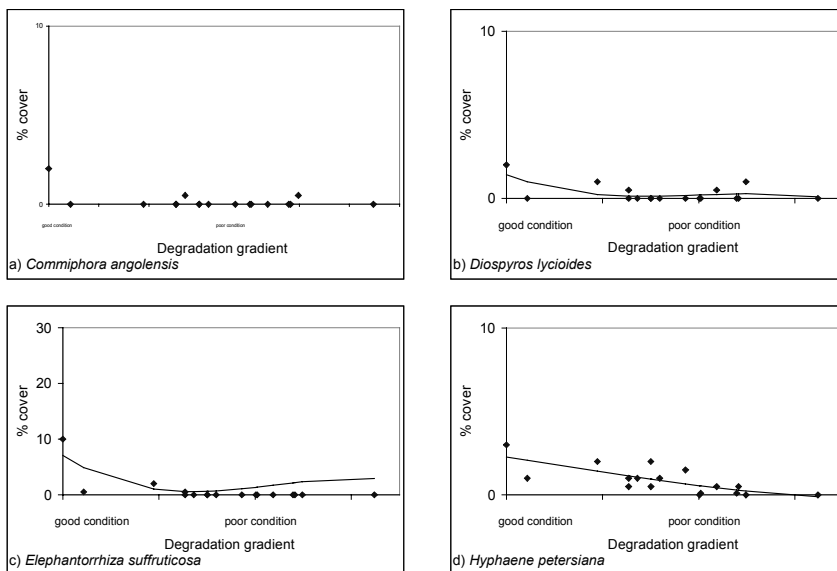 10
% cover
0
good condition poor condition
Degradation gradient
a) Commiphora angolensis
10
% cover
0
good condition poor condition
Degradation gradient
b) Diospyros lycioides
30
20
% cover
10
0
good condition poor condition
Degradation gradient
c) Elephantorrhiza suffruticosa
10
% cover
0
good condition poor condition
Degradation gradient
d) Hyphaene petersiana